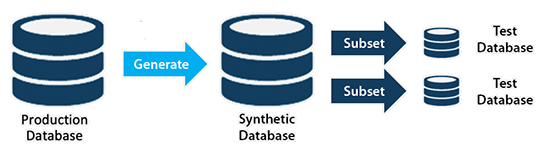 Production
Database
Generate
Synthetic
Database
Subset
Test
Database
Subset
Test
Database